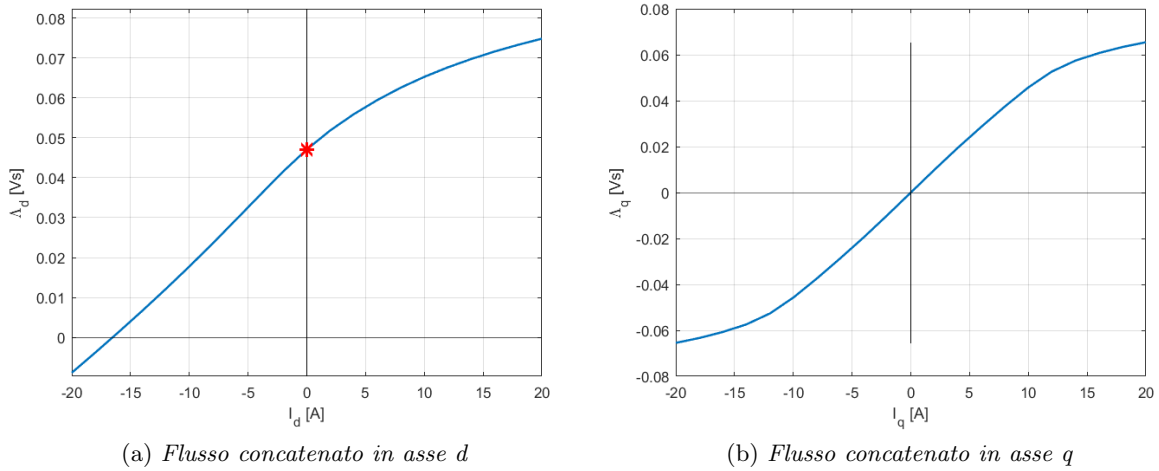 0.08
0.07
0.06
0.05
0.04
0.03
0.02
0.01
0
Λd [Vs]
-20 -15 -10 -5 0 5 10 15 20
Id [A]
(a) Flusso concatenato in asse d
0.08
0.06
0.04
0.02
0
-0.02
-0.04
-0.06
-0.08
Λq [Vs]
-20 -15 -10 -5 0 5 10 15 20
Iq [A]
(b) Flusso concatenato in asse q